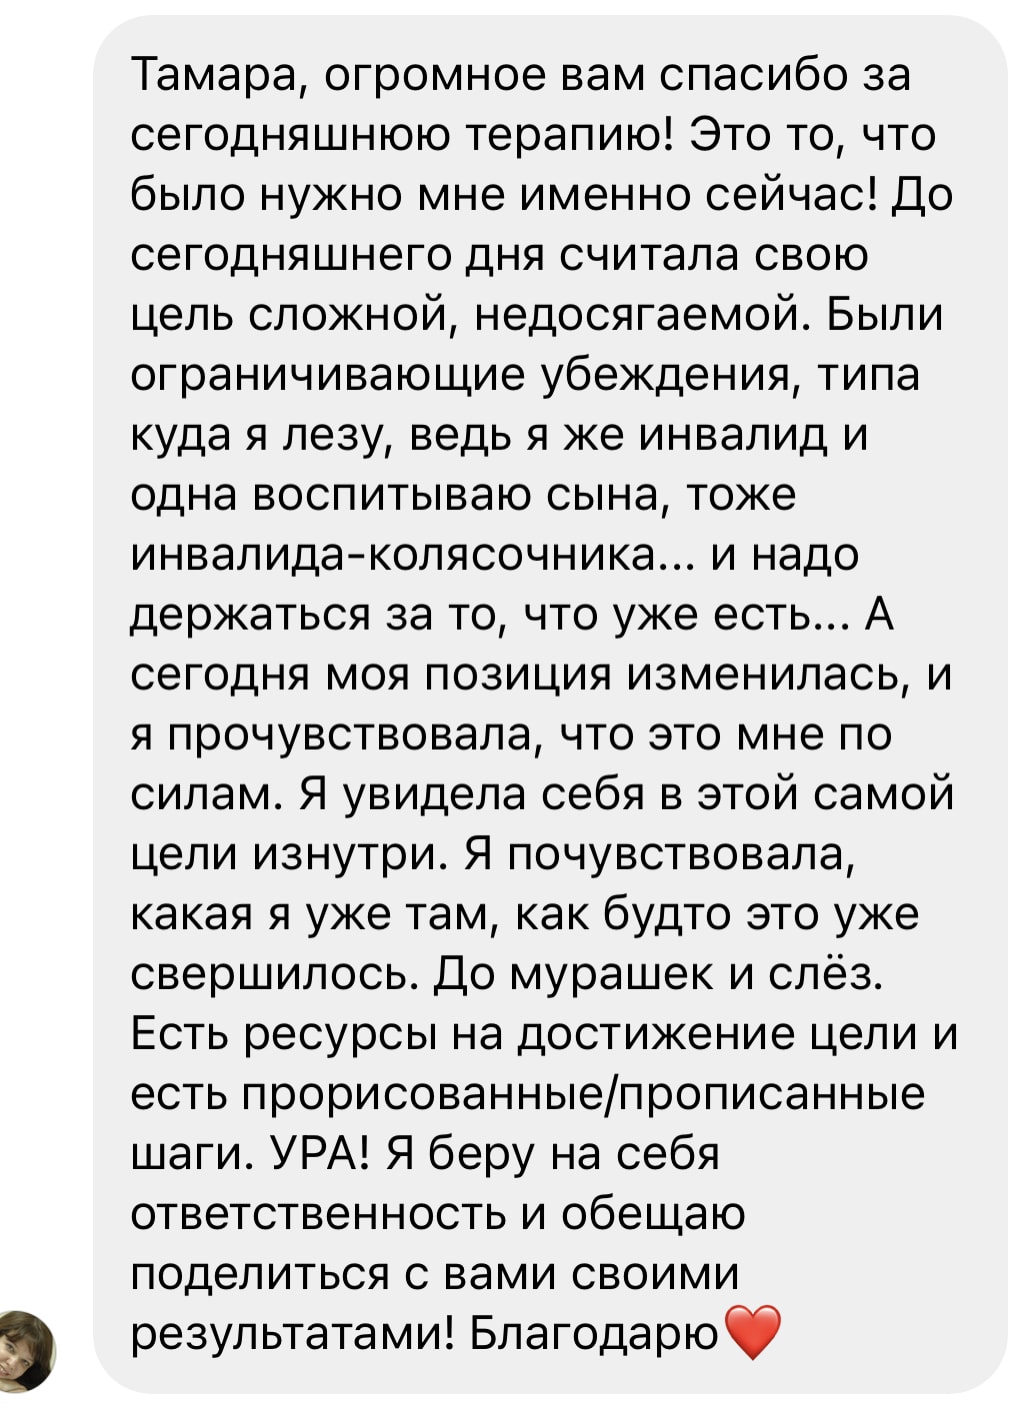 Тамара, огромное вам спасибо за
сегодняшнюю терапию! Это то, что
было нужно мне именно сейчас! До
сегодняшнего дня считала свою
цель сложной, недосягаемой. Были
ограничивающие убеждения, типа
куда я лезу, ведь я же инвалид и
одна воспитываю сына, тоже
инвалида-колясочника... и надо
держаться за то, что уже есть... А
сегодня моя позиция изменилась, и
я прочувствовала, что это мне по
силам. Я увидела себя в этой самой
цели изнутри. Я почувствовала,
какая я уже там, как будто это уже
свершилось. До мурашек и слёз.
Есть ресурсы на достижение цели и
есть прорисованные/прописанные
шаги. УРА! Я беру на себя
ответственность и обещаю
поделиться с вами своими
результатами! Благодарю❤️